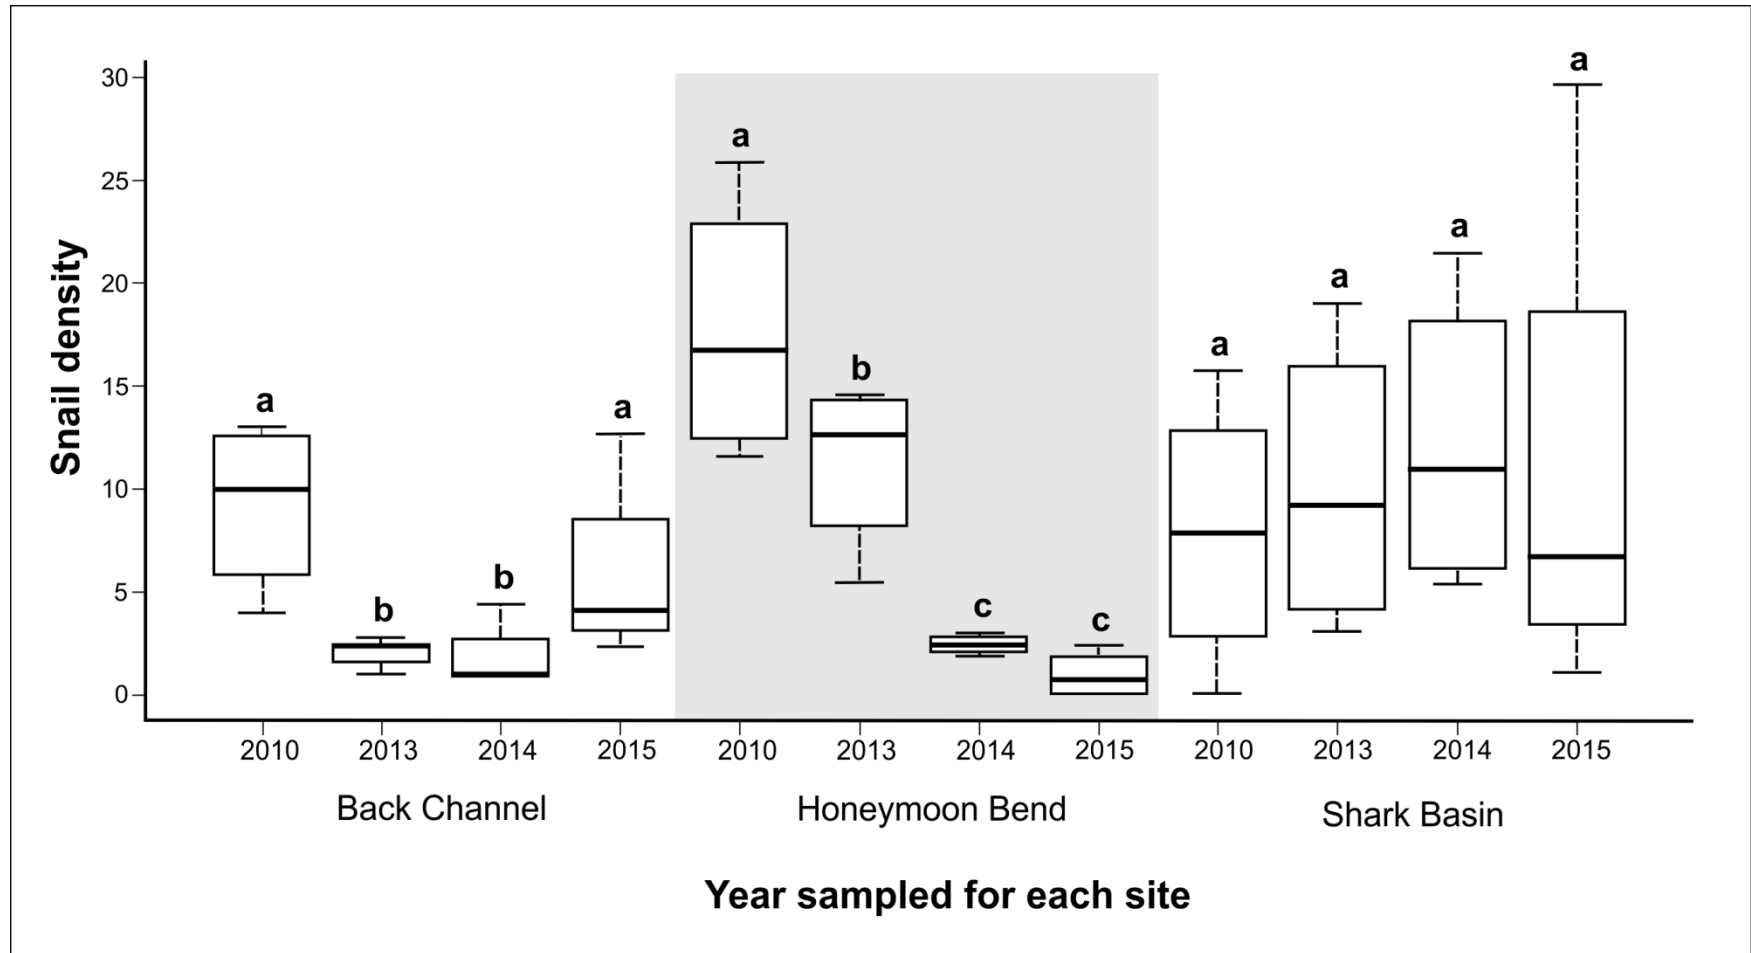 Snail density
30
25
20
15
10
5
0
a
b
b
a
a
b
c
c
a
a
a
a
2010 2013 2014 2015 2010 2013 2014 2015 2010 2013 2014 2015
Back Channel Honeymoon Bend Shark Basin
Year sampled for each site